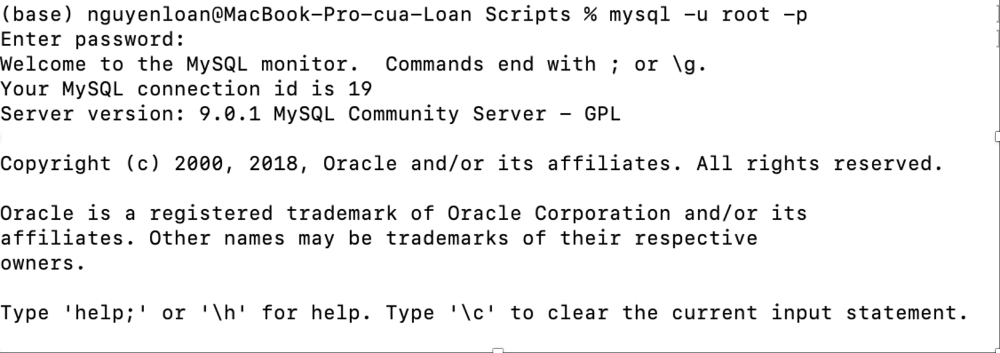 (base) nguyenloan@MacBook-Pro-cua-Loan Scripts % mysql -u root -p
Enter password:
Welcome to the MySQL monitor.  Commands end with ; or \g.
Your MySQL connection id is 19
Server version: 9.0.1 MySQL Community Server - GPL
Copyright (c) 2000, 2018, Oracle and/or its affiliates. All rights reserved.
Oracle is a registered trademark of Oracle Corporation and/or its
affiliates. Other names may be trademarks of their respective
owners.
Type 'help;' or '\h' for help. Type '\c' to clear the current input statement.